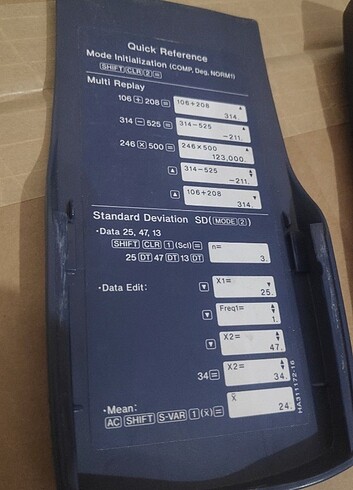 Quick Reference
Mode Initialization (COMP, Deg, NORM1)
SHIFT CLR 2 =
Multi Replay
106 + 208 = 106+208 ▲
314.
314 − 525 = 314−525 ▲
−211.
246 × 500 = 246×500 ▲
123,000.
▲ 314−525
−211.
▲ 106+208 ▼
314.
Standard Deviation SD(MODE 2)
•Data 25, 47, 13
SHIFT CLR 1 (Scl) = n=
25 DT 47 DT 13 DT 3.
•Data Edit: ▼ X1=
25.
▼ Freq1=
1.
▼ X2=
47.
34 = X2=
34.
•Mean: x̄
AC SHIFT S-VAR 1 (x̄) = 24.
HA311172-16